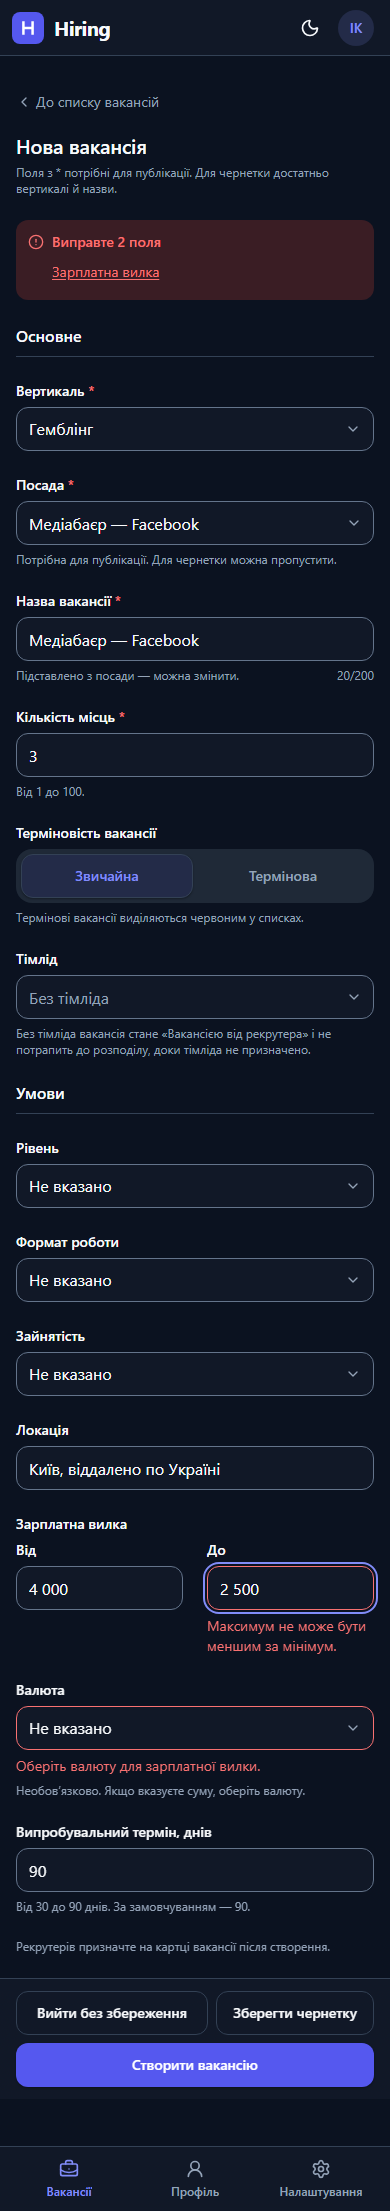 H Hiring
ІК
До списку вакансій
Нова вакансія
Поля з * потрібні для публікації. Для чернетки достатньо
вертикалі й назви.
Виправте 2 поля
Зарплатна вилка
Основне
Вертикаль *
Гемблінг
Посада *
Медіабаєр — Facebook
Потрібна для публікації. Для чернетки можна пропустити.
Назва вакансії *
Медіабаєр — Facebook
Підставлено з посади — можна змінити.
20/200
Кількість місць *
3
Від 1 до 100.
Терміновість вакансії
Звичайна
Термінова
Термінові вакансії виділяються червоним у списках.
Тімлід
Без тімліда
Без тімліда вакансія стане «Вакансією від рекрутера» і не
потрапить до розподілу, доки тімліда не призначено.
Умови
Рівень
Не вказано
Формат роботи
Не вказано
Зайнятість
Не вказано
Локація
Київ, віддалено по Україні
Зарплатна вилка
Від
До
4 000
2 500
Максимум не може бути
меншим за мінімум.
Валюта
Не вказано
Оберіть валюту для зарплатної вилки.
Необов’язково. Якщо вказуєте суму, оберіть валюту.
Випробувальний термін, днів
90
Від 30 до 90 днів. За замовчуванням — 90.
Рекрутерів призначте на картці вакансії після створення.
Вийти без збереження
Зберегти чернетку
Створити вакансію
Вакансії
Профіль
Налаштування